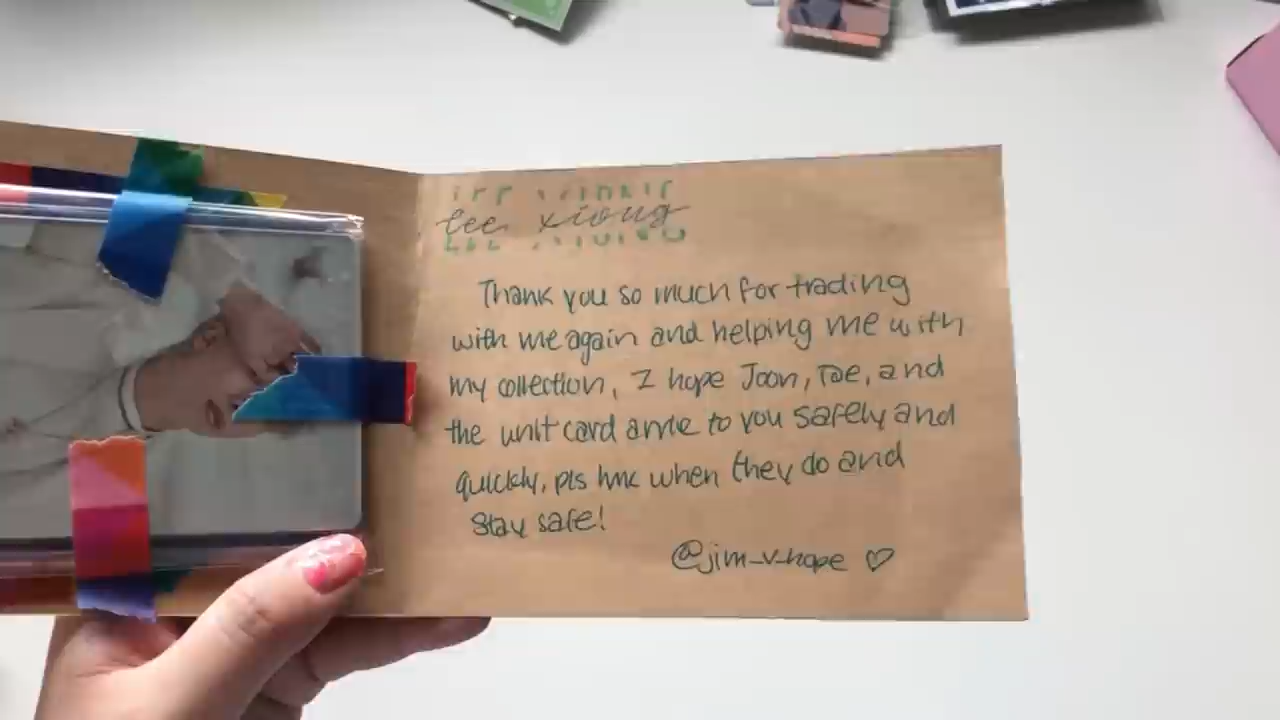 lee xiong
Thank you so much for trading
with me again and helping me with
my collection, I hope Joon, Tae, and
the unit card arrive to you safely and
quickly, pls lmk when they do and
stay safe!
@jim_v_hope ♡